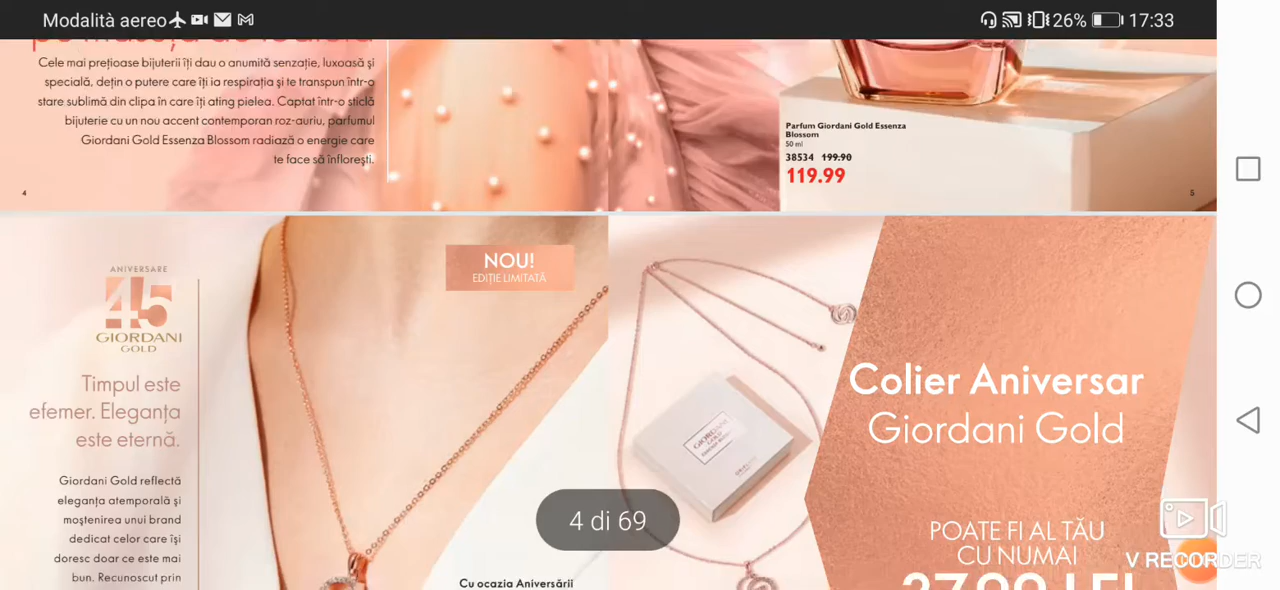 Modalità aereo
26% 17:33
Cele mai prețioase bijuterii îți dau o anumită senzație, luxoasă și
specială, dețin o putere care îți ia respirația și te transpun într-o
stare sublimă din clipa în care îți ating pielea. Captat într-o sticlă
bijuterie cu un nou accent contemporan roz-auriu, parfumul
Giordani Gold Essenza Blossom radiază o energie care
te face să înflorești.
4
Parfum Giordani Gold Essenza
Blossom
50 ml
38534 199.90
119.99
5
ANIVERSARE
45
GIORDANI
GOLD
Timpul este
efemer. Eleganța
este eternă.
Giordani Gold reflectă
eleganța atemporală și
moștenirea unui brand
dedicat celor care își
doresc doar ce este mai
bun. Recunoscut prin
NOU!
EDIȚIE LIMITATĂ
Cu ocazia Aniversării
4 di 69
GIORDANI
GOLD
Colier Aniversar
Giordani Gold
POATE FI AL TĂU
CU NUMAI
37,99 LEI
V RECORDER